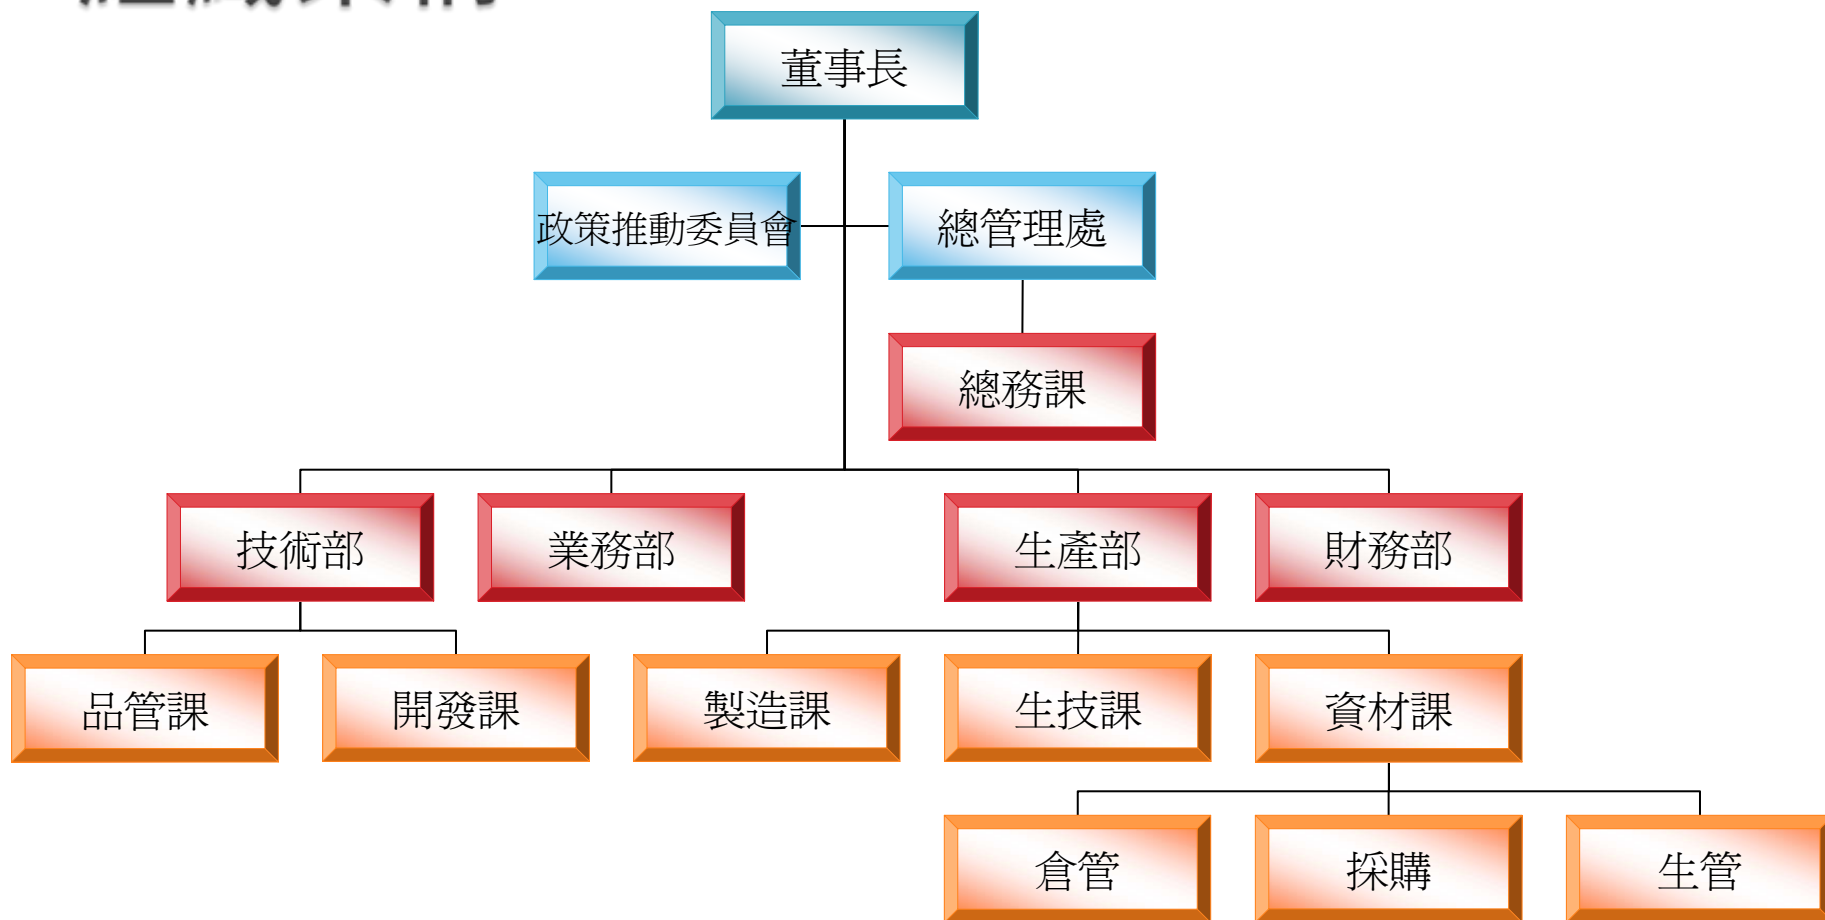 董事長
政策推動委員會
總管理處
總務課
技術部
業務部
生產部
財務部
品管課
開發課
製造課
生技課
資材課
倉管
採購
生管